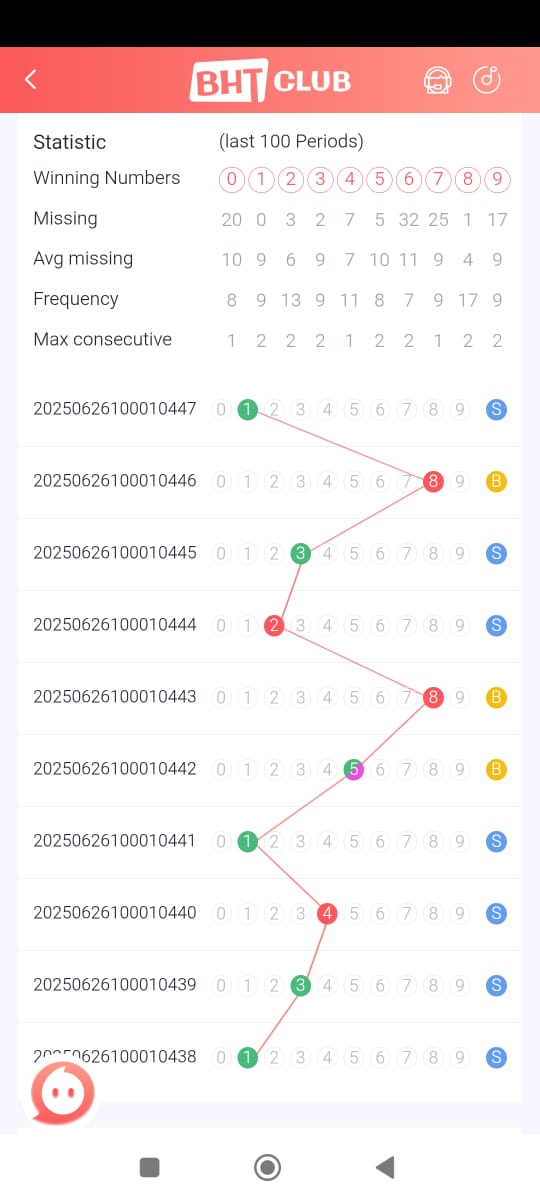 BHT CLUB
Statistic (last 100 Periods)
Winning Numbers 0 1 2 3 4 5 6 7 8 9
Missing 20 0 3 2 7 5 32 25 1 17
Avg missing 10 9 6 9 7 10 11 9 4 9
Frequency 8 9 13 9 11 8 7 9 17 9
Max consecutive 1 2 2 2 1 2 2 1 2 2
20250626100010447 0 1 2 3 4 5 6 7 8 9 S
20250626100010446 0 1 2 3 4 5 6 7 8 9 B
20250626100010445 0 1 2 3 4 5 6 7 8 9 S
20250626100010444 0 1 2 3 4 5 6 7 8 9 S
20250626100010443 0 1 2 3 4 5 6 7 8 9 B
20250626100010442 0 1 2 3 4 5 6 7 8 9 B
20250626100010441 0 1 2 3 4 5 6 7 8 9 S
20250626100010440 0 1 2 3 4 5 6 7 8 9 S
20250626100010439 0 1 2 3 4 5 6 7 8 9 S
20250626100010438 0 1 2 3 4 5 6 7 8 9 S